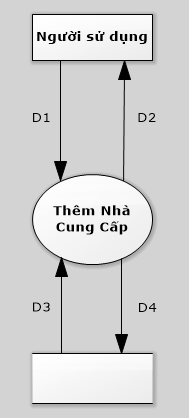 Người sử dụng
D1
D2
Thêm Nhà
Cung Cấp
D3
D4